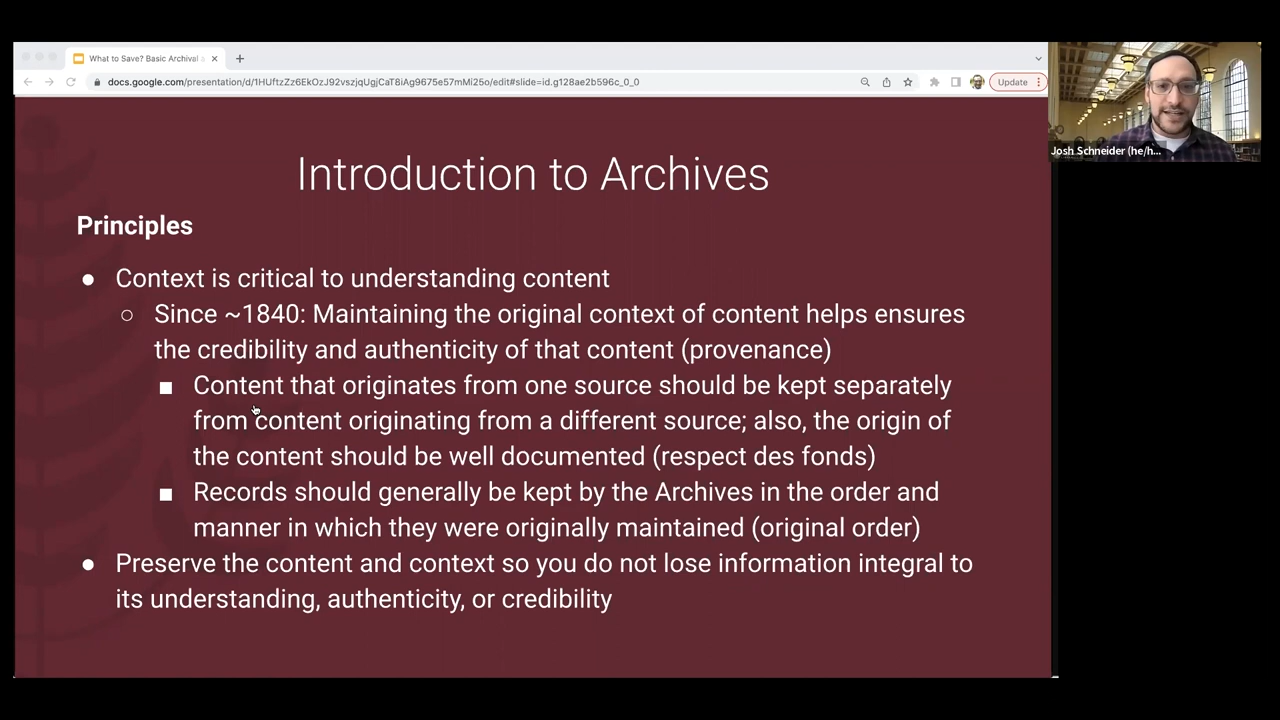 What to Save? Basic Archival
docs.google.com/presentation/d/1HUftzZz6EkOzJ92vszjqUgjCaT8iAg9675e57mMi25o/edit#slide=id.g128ae2b596c_0_0
Update
Josh Schneider (he/h...
Introduction to Archives
Principles
● Context is critical to understanding content
○ Since ~1840: Maintaining the original context of content helps ensures
the credibility and authenticity of that content (provenance)
■ Content that originates from one source should be kept separately
from content originating from a different source; also, the origin of
the content should be well documented (respect des fonds)
■ Records should generally be kept by the Archives in the order and
manner in which they were originally maintained (original order)
● Preserve the content and context so you do not lose information integral to
its understanding, authenticity, or credibility